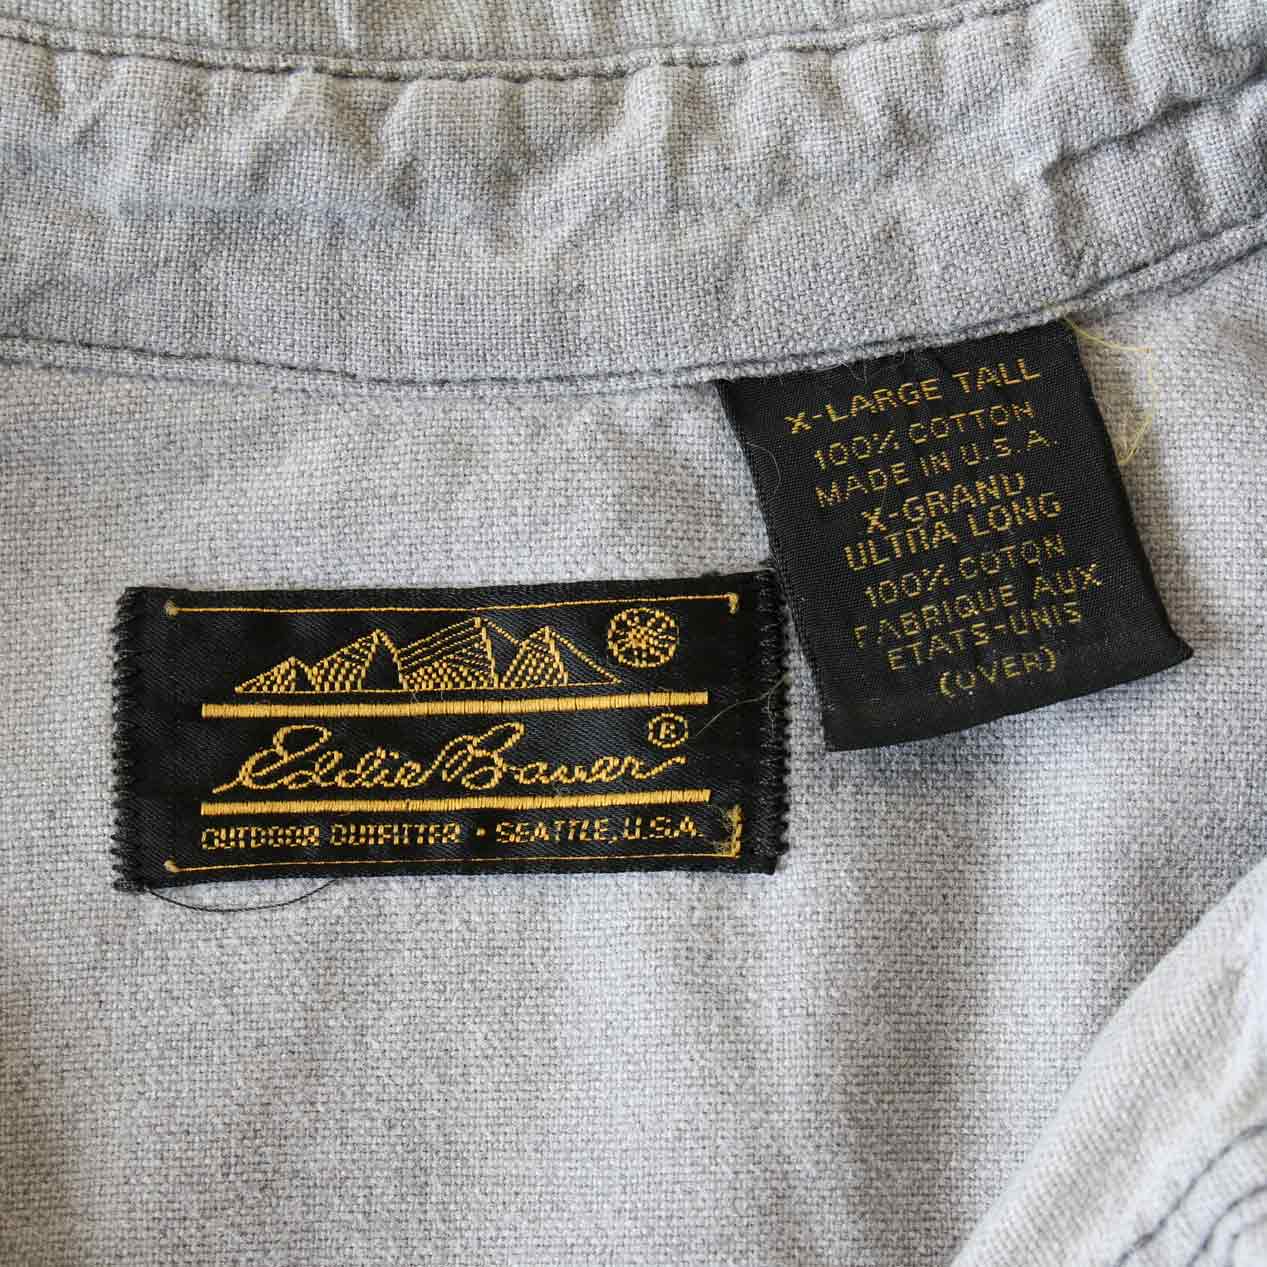 Eddie Bauer ®
OUTDOOR OUTFITTER • SEATTLE, U.S.A.
X-LARGE TALL
100% COTTON
MADE IN U.S.A.
X-GRAND
ULTRA LONG
100% COTON
FABRIQUE AUX
ETATS-UNIS
(OVER)